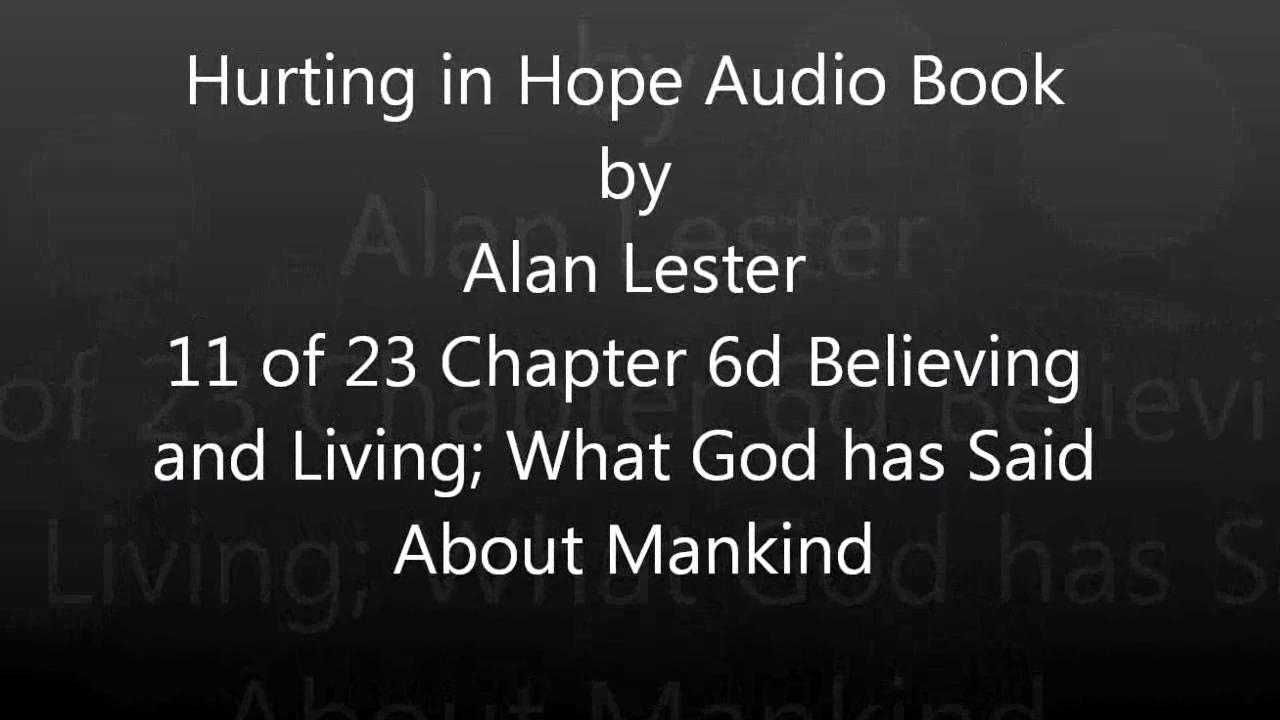 Hurting in Hope Audio Book
by
Alan Lester
11 of 23 Chapter 6d Believing
and Living; What God has Said
About Mankind